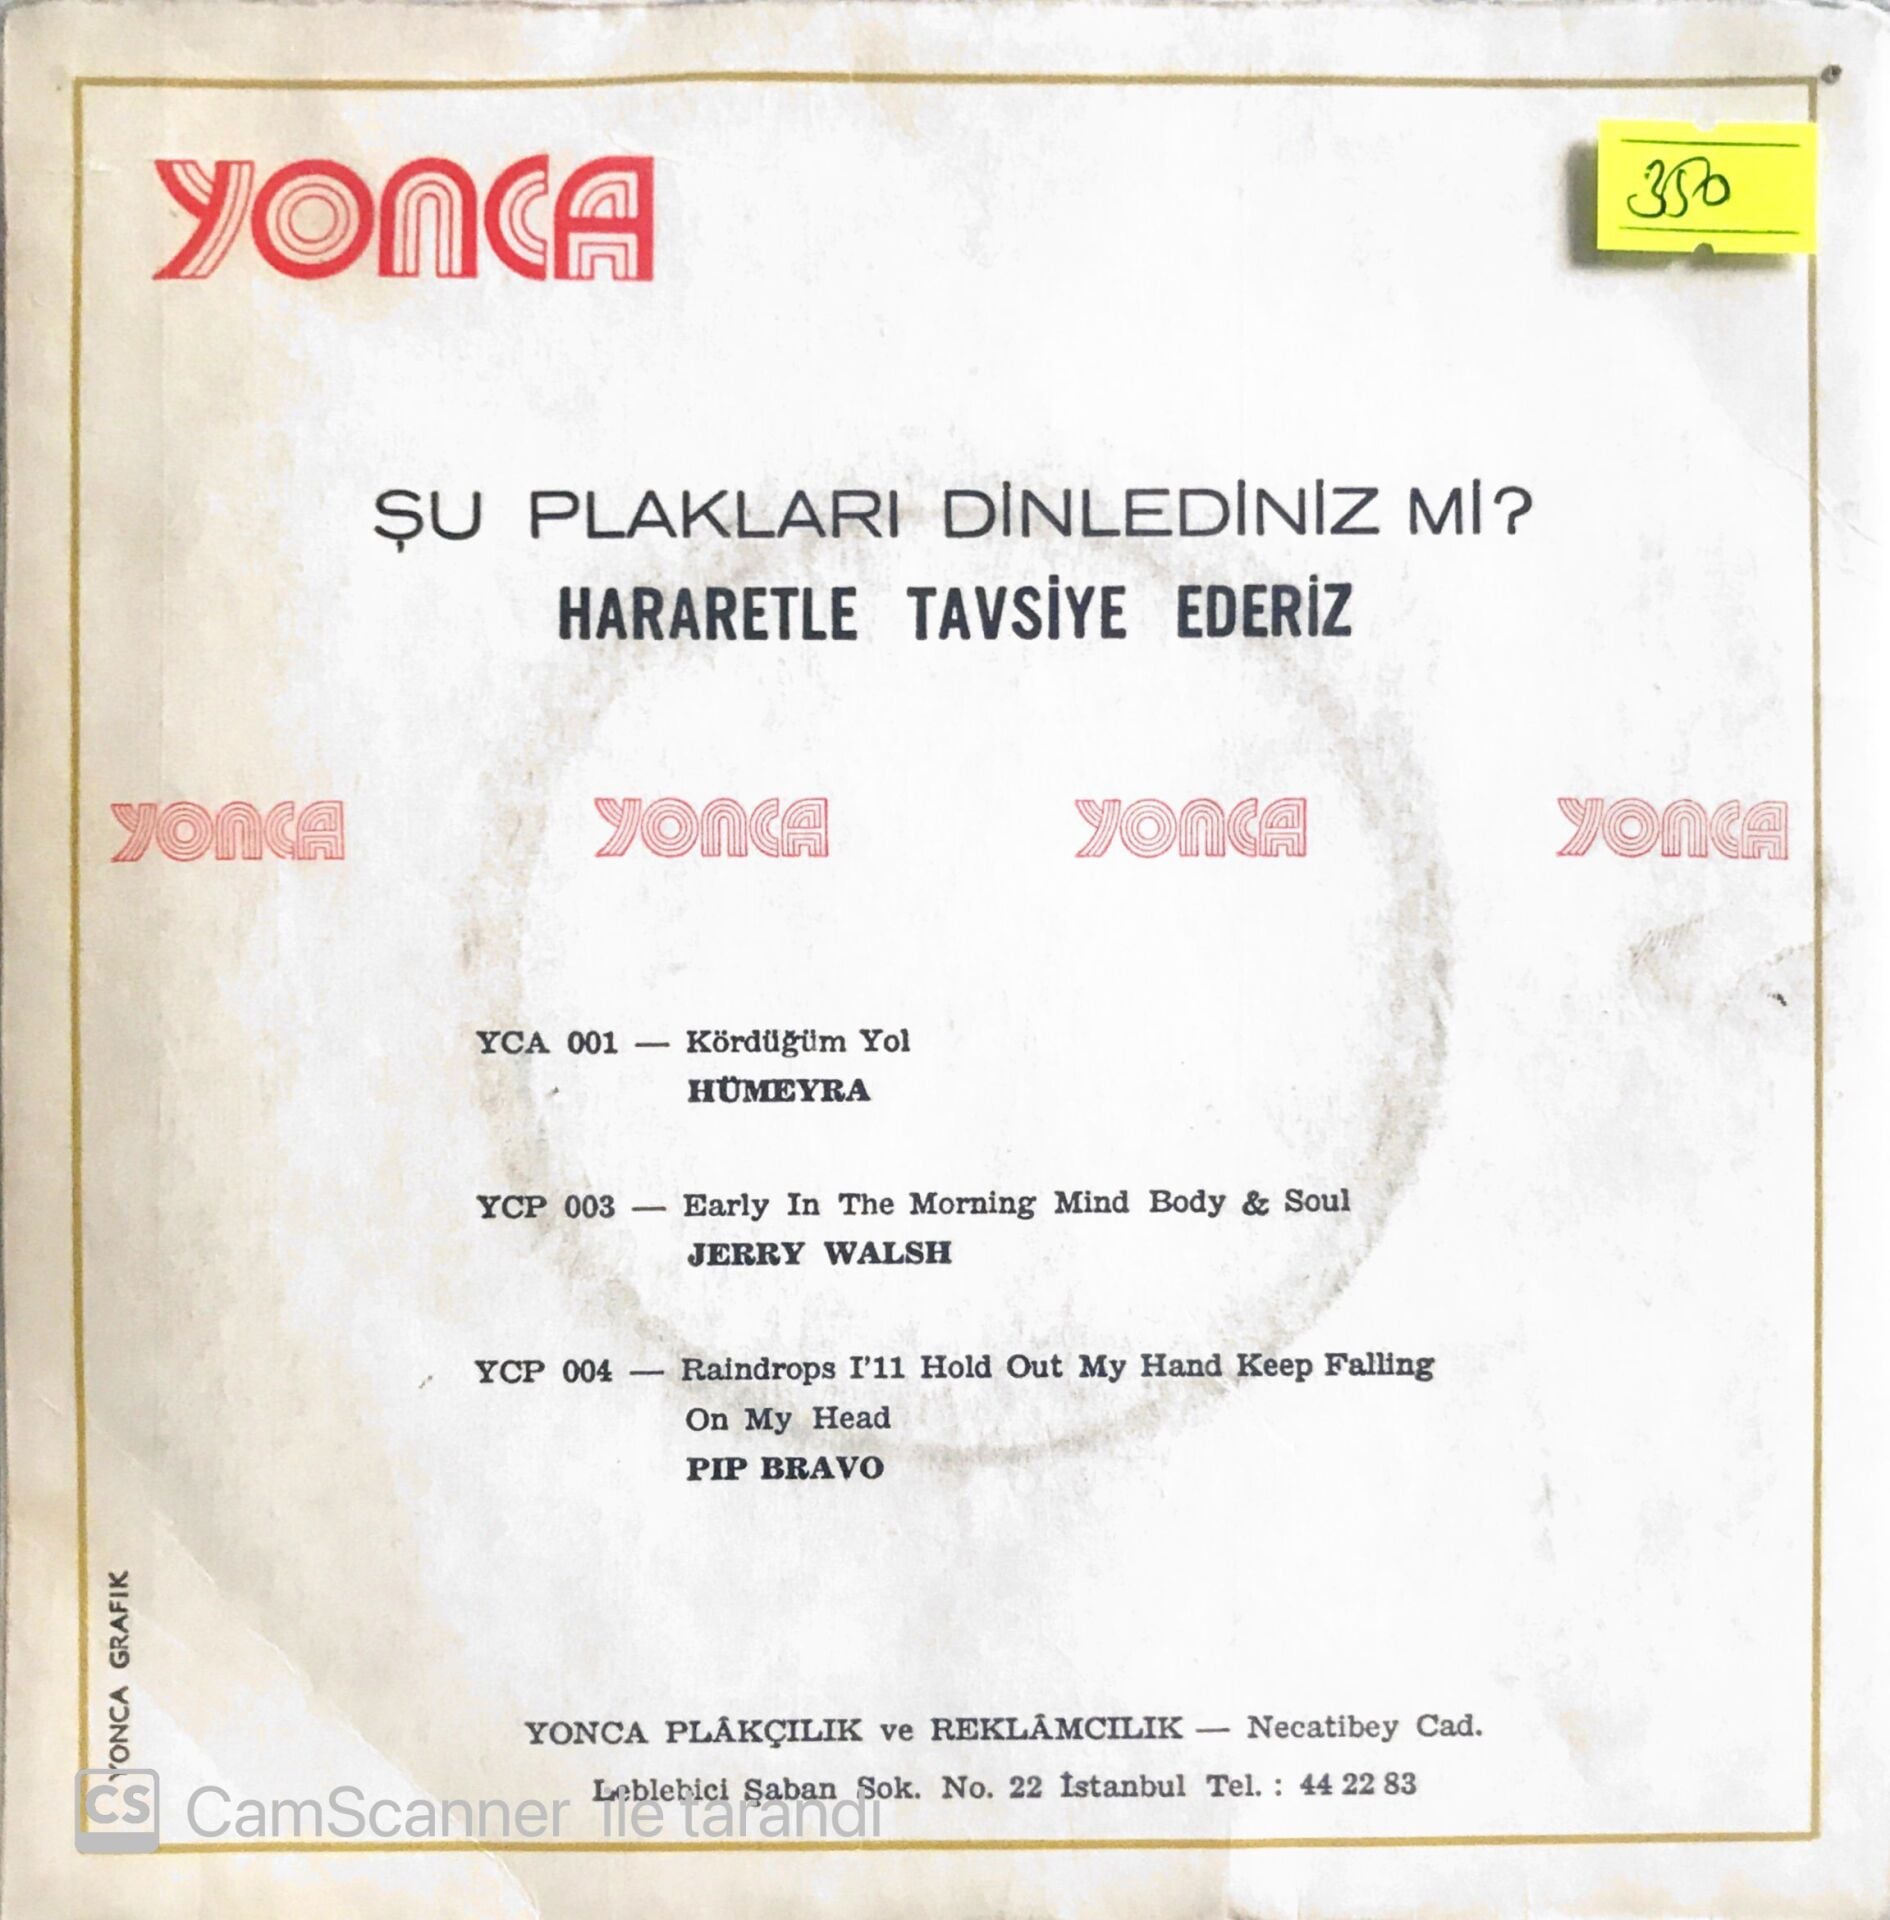 YONCA
350
ŞU PLAKLARI DİNLEDİNİZ Mİ?
HARARETLE TAVSİYE EDERİZ
YONCA YONCA YONCA YONCA
YCA 001 — Kördüğüm Yol
HÜMEYRA
YCP 003 — Early In The Morning Mind Body & Soul
JERRY WALSH
YCP 004 — Raindrops I'11 Hold Out My Hand Keep Falling
On My Head
PIP BRAVO
YONCA GRAFIK
YONCA PLÂKÇILIK ve REKLÂMCILIK — Necatibey Cad.
Leblebici Şaban Sok. No. 22 İstanbul Tel. : 44 22 83
CS CamScanner ile tarandı